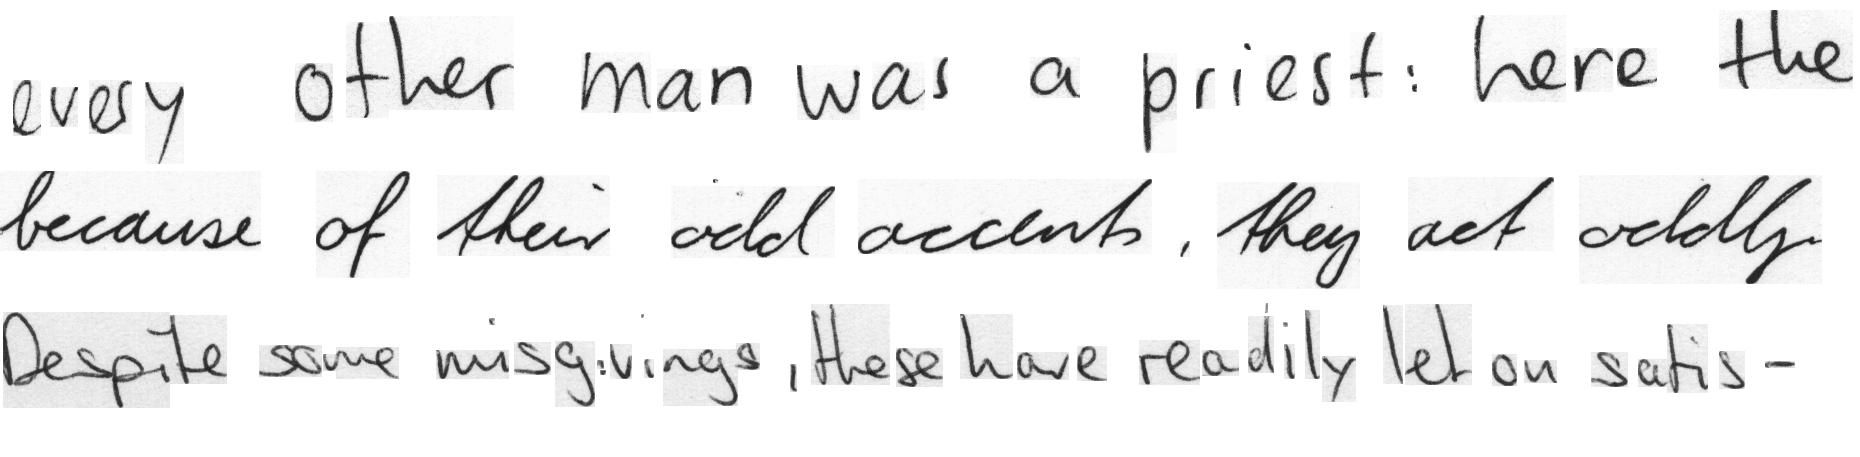 every other man was a priest: here the
because of their odd accents, they act oddly
Despite some misgivings, these have readily let on satis-